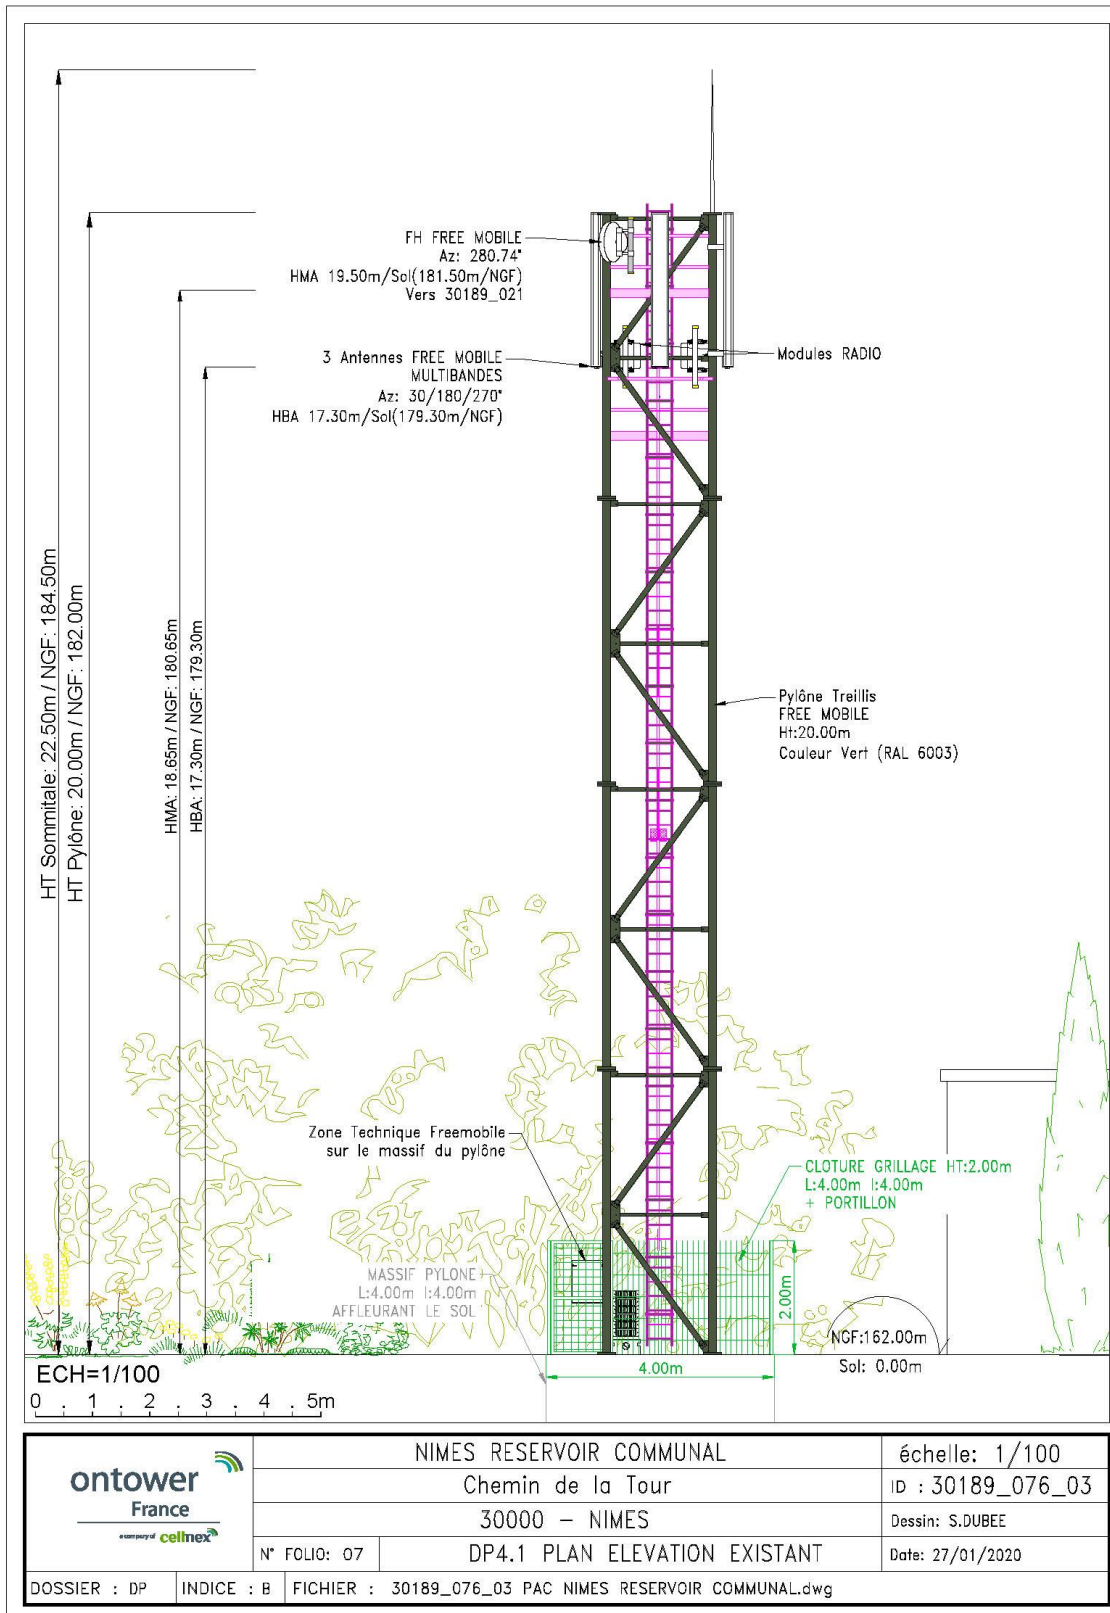 HT Sommitale: 22.50m / NGF: 184.50m
HT Pylône: 20.00m / NGF: 182.00m
HMA: 18.65m / NGF: 180.65m
HBA: 17.30m / NGF: 179.30m
FH FREE MOBILE
Az: 280.74°
HMA 19.50m/Sol(181.50m/NGF)
Vers 30189_021
3 Antennes FREE MOBILE
MULTIBANDES
Az: 30/180/270°
HBA 17.30m/Sol(179.30m/NGF)
Modules RADIO
Pylône Treillis
FREE MOBILE
Ht:20.00m
Couleur Vert (RAL 6003)
Zone Technique Freemobile
sur le massif du pylône
CLOTURE GRILLAGE HT:2.00m
L:4.00m l:4.00m
+ PORTILLON
MASSIF PYLONE
L:4.00m l:4.00m
AFFLEURANT LE SOL
2.00m
4.00m
NGF:162.00m
Sol: 0.00m
ECH=1/100
0 . 1 . 2 . 3 . 4 . 5m
ontower
France
a company of cellnex
NIMES RESERVOIR COMMUNAL
Chemin de la Tour
30000 - NIMES
N° FOLIO: 07
DP4.1 PLAN ELEVATION EXISTANT
échelle: 1/100
ID : 30189_076_03
Dessin: S.DUBEE
Date: 27/01/2020
DOSSIER : DP
INDICE : B
FICHIER : 30189_076_03 PAC NIMES RESERVOIR COMMUNAL.dwg